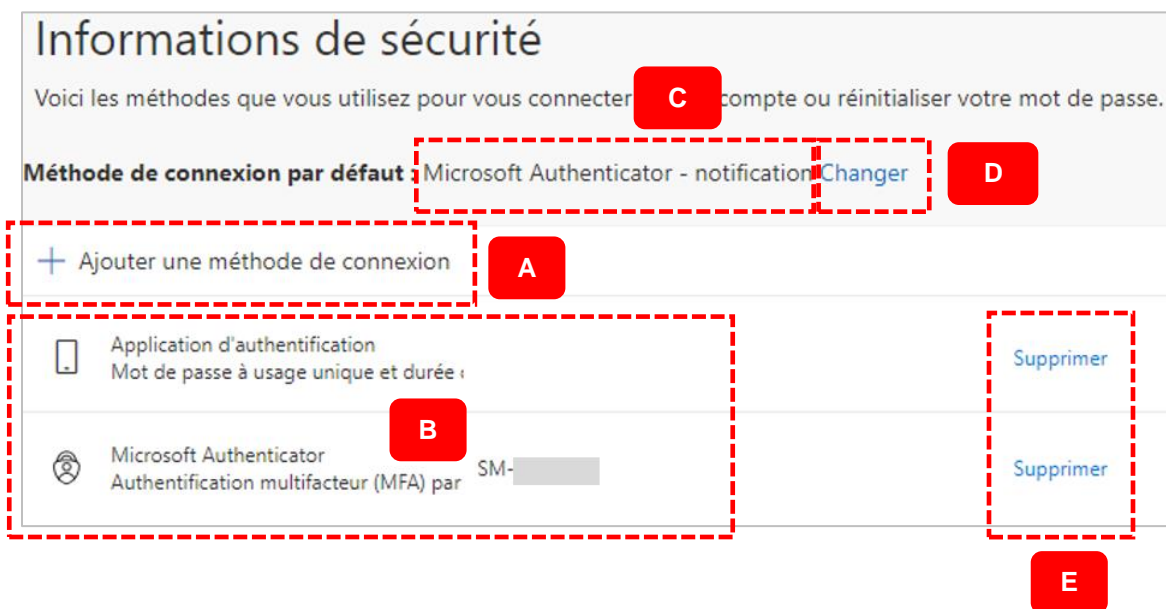 Informations de sécurité
Voici les méthodes que vous utilisez pour vous connecter C compte ou réinitialiser votre mot de passe.
Méthode de connexion par défaut : Microsoft Authenticator - notification Changer D
Ajouter une méthode de connexion A
Application d'authentification
Mot de passe à usage unique et durée
Supprimer
B
Microsoft Authenticator
Authentification multifacteur (MFA) par
SM-
Supprimer
E